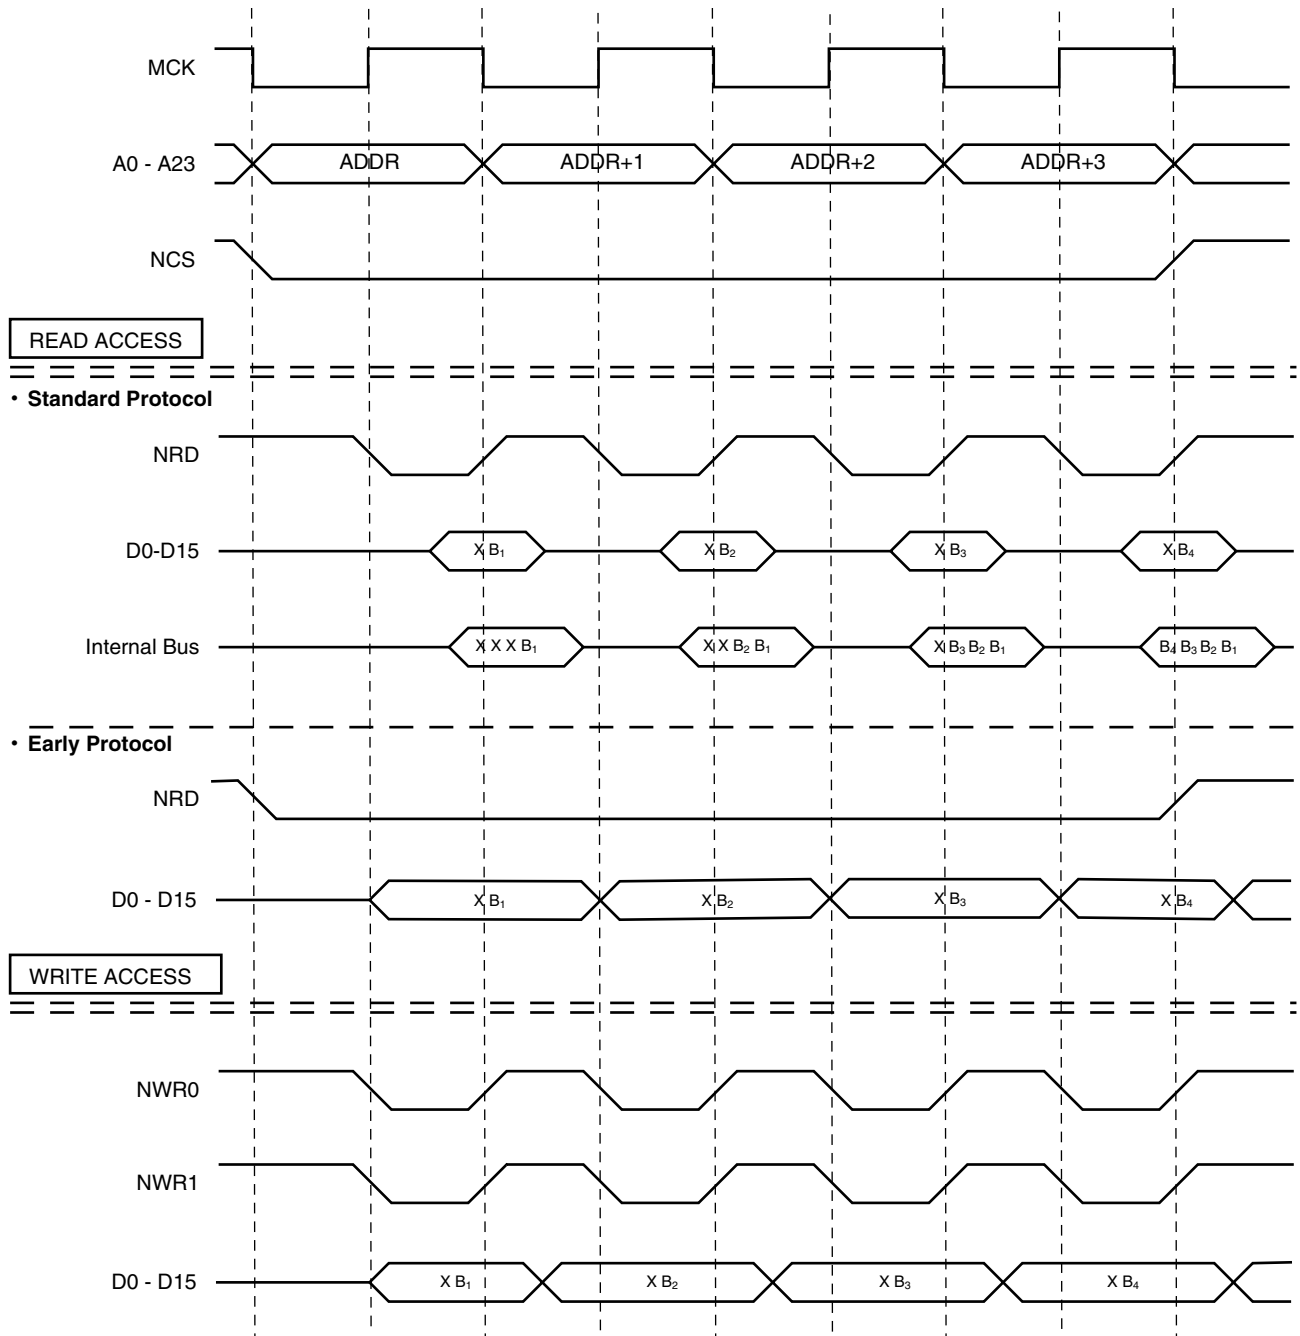 MCK
A0 - A23 ADDR ADDR+1 ADDR+2 ADDR+3
NCS
READ ACCESS
• Standard Protocol
NRD
D0-D15 X B₁ X B₂ X B₃ X B₄
Internal Bus X X X B₁ X X B₂ B₁ X B₃ B₂ B₁ B₄ B₃ B₂ B₁
• Early Protocol
NRD
D0 - D15 X B₁ X B₂ X B₃ X B₄
WRITE ACCESS
NWR0
NWR1
D0 - D15 X B₁ X B₂ X B₃ X B₄